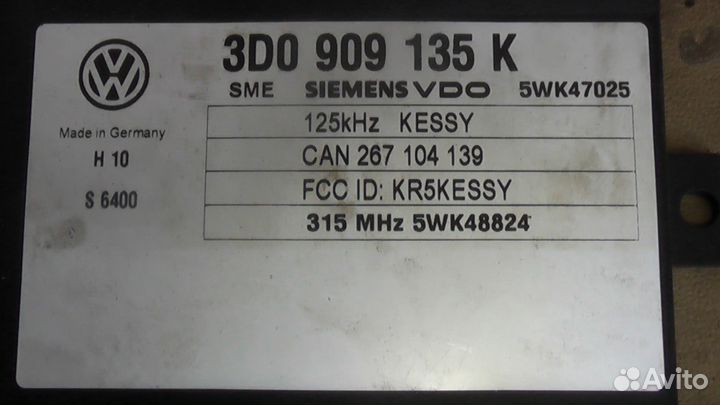 3D0 909 135 K
SME SIEMENS VDO 5WK47025
Made in Germany
H 10
S 6400
125kHz KESSY
CAN 267 104 139
FCC ID: KR5KESSY
315 MHz 5WK48824
Avito